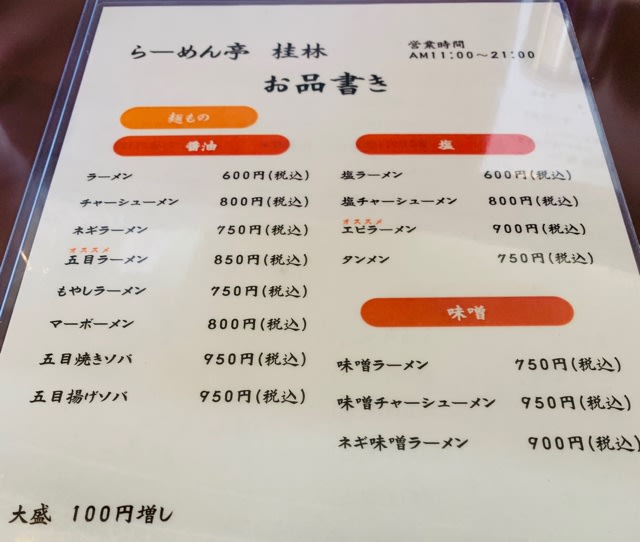 らーめん亭 桂林
営業時間
AM11:00〜21:00
お品書き
麺もの
醤油
ラーメン 600円(税込)
チャーシューメン 800円(税込)
ネギラーメン 750円(税込)
オススメ
五目ラーメン 850円(税込)
もやしラーメン 750円(税込)
マーボーメン 800円(税込)
五目焼きソバ 950円(税込)
五目揚げソバ 950円(税込)
塩
塩ラーメン 600円(税込)
塩チャーシューメン 800円(税込)
オススメ
エビラーメン 900円(税込)
タンメン 750円(税込)
味噌
味噌ラーメン 750円(税込)
味噌チャーシューメン 950円(税込)
ネギ味噌ラーメン 900円(税込)
大盛 100円増し